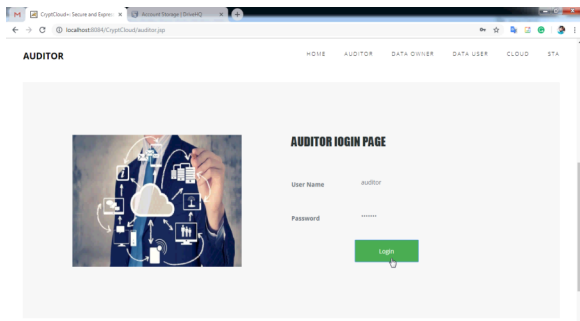 CryptCloud+: Secure and Expres
Account Storage | DriveHQ
localhost:8084/CryptCloud/auditor.jsp
AUDITOR
HOME AUDITOR DATA OWNER DATA USER CLOUD STA
AUDITOR lOGIN PAGE
User Name auditor
Password •••••••
Login